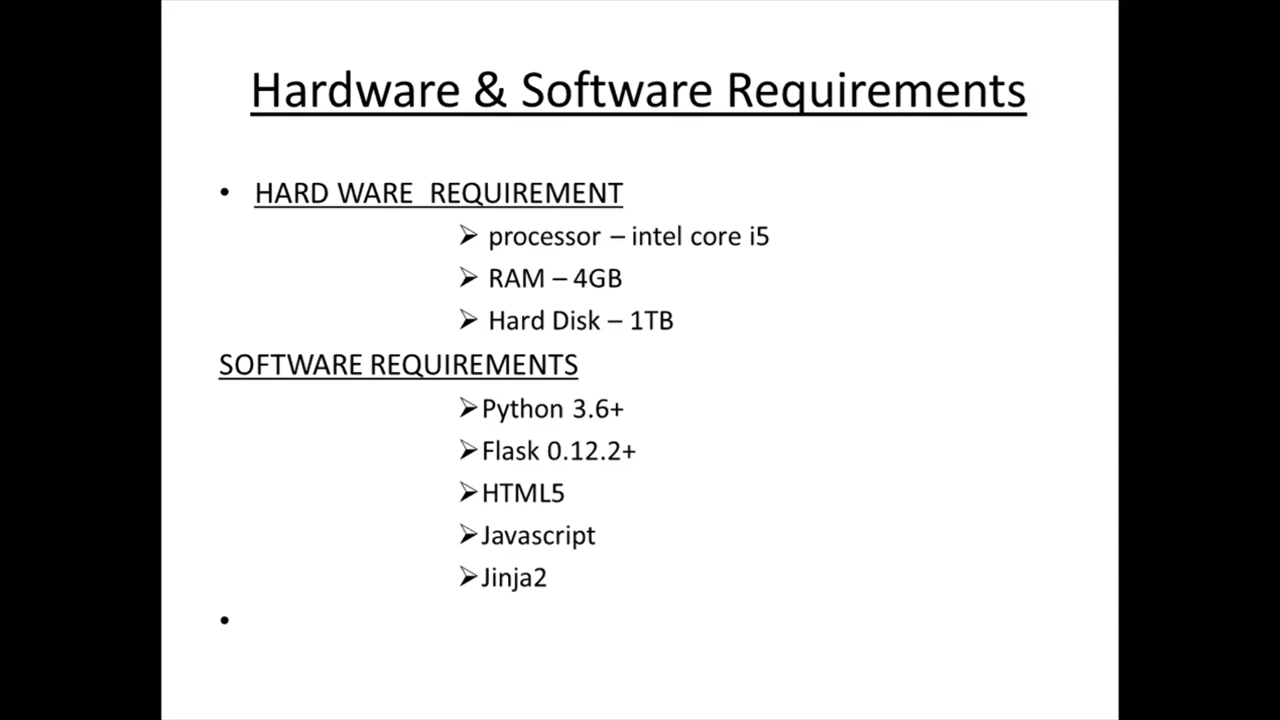 Hardware & Software Requirements
• HARD WARE  REQUIREMENT
➢ processor – intel core i5
➢ RAM – 4GB
➢ Hard Disk – 1TB
SOFTWARE REQUIREMENTS
➢Python 3.6+
➢Flask 0.12.2+
➢HTML5
➢Javascript
➢Jinja2
•